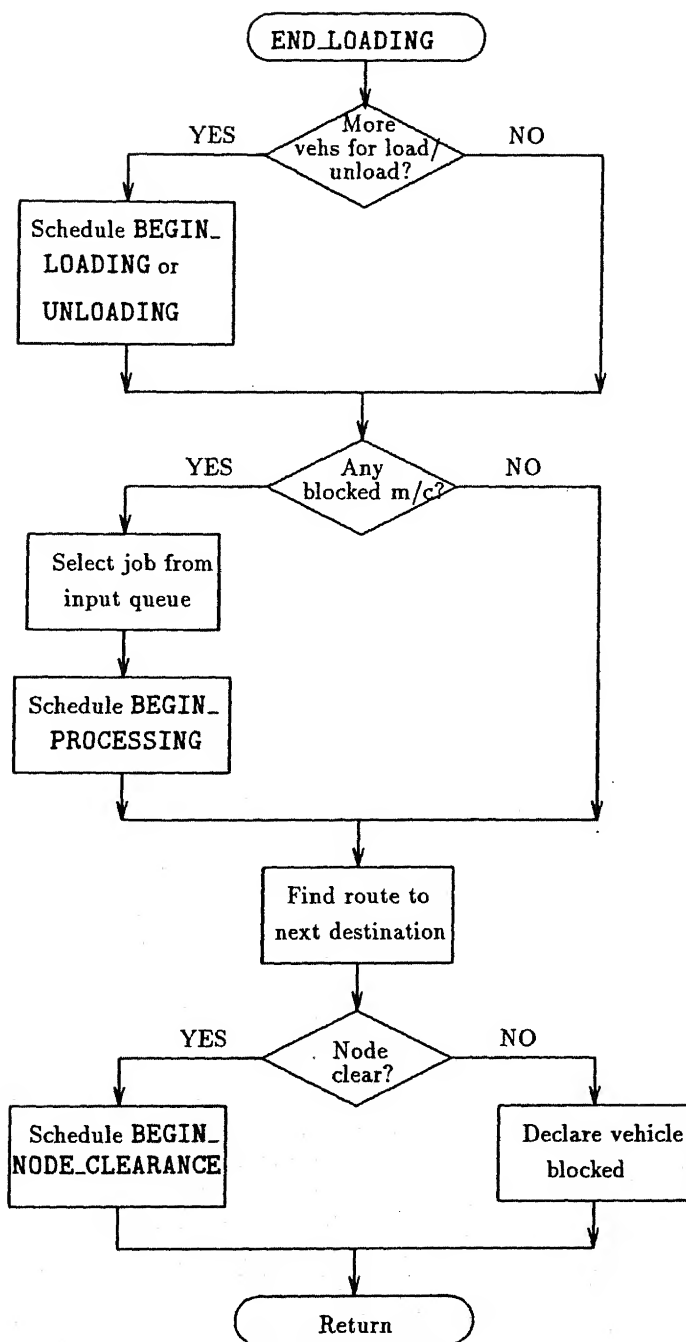 END_LOADING
More
vehs for load/
unload?
YES
NO
Schedule BEGIN_
LOADING or
UNLOADING
Any
blocked m/c?
YES
NO
Select job from
input queue
Schedule BEGIN_
PROCESSING
Find route to
next destination
Node
clear?
YES
NO
Schedule BEGIN_
NODE_CLEARANCE
Declare vehicle
blocked
Return